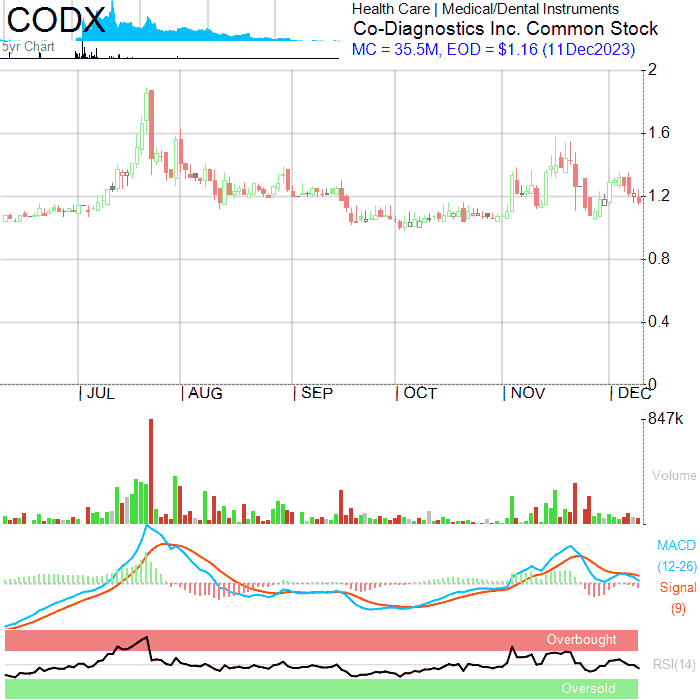 CODX
5yr Chart
Health Care | Medical/Dental Instruments
Co-Diagnostics Inc. Common Stock
MC = 35.5M, EOD = $1.16 (11Dec2023)
2
1.6
1.2
0.8
0.4
0
JUL AUG SEP OCT NOV DEC
847k
Volume
MACD
(12-26)
Signal
(9)
Overbought
RSI(14)
Oversold